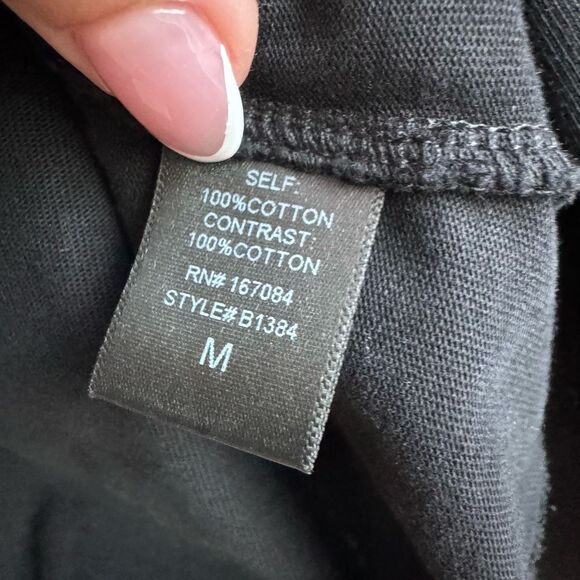 SELF:
100%COTTON
CONTRAST:
100%COTTON
RN# 167084
STYLE# B1384
M